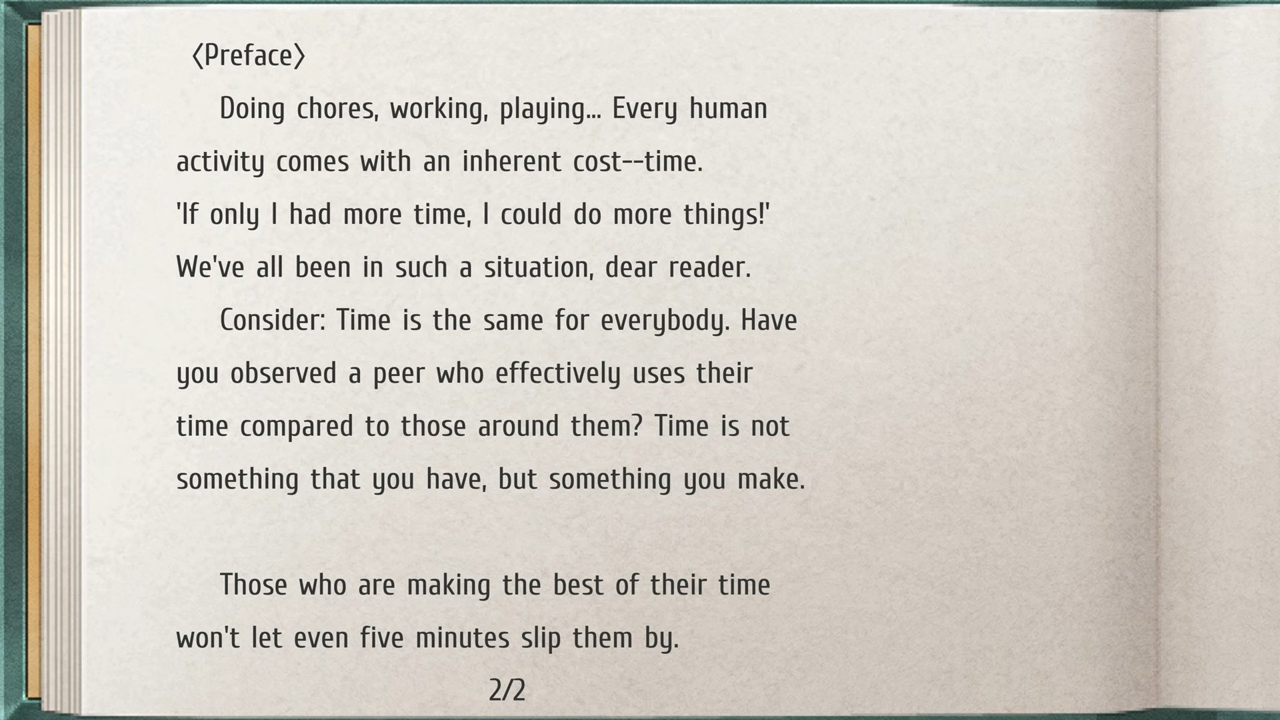 〈Preface〉
Doing chores, working, playing... Every human
activity comes with an inherent cost--time.
'If only I had more time, I could do more things!'
We've all been in such a situation, dear reader.
Consider: Time is the same for everybody. Have
you observed a peer who effectively uses their
time compared to those around them? Time is not
something that you have, but something you make.
Those who are making the best of their time
won't let even five minutes slip them by.
2/2